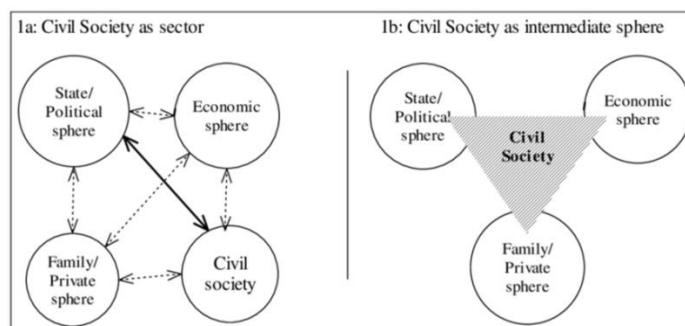 1a: Civil Society as sector
State/
Political
sphere
Economic
sphere
Family/
Private
sphere
Civil
society
1b: Civil Society as intermediate sphere
State/
Political
sphere
Economic
sphere
Civil
Society
Family/
Private
sphere